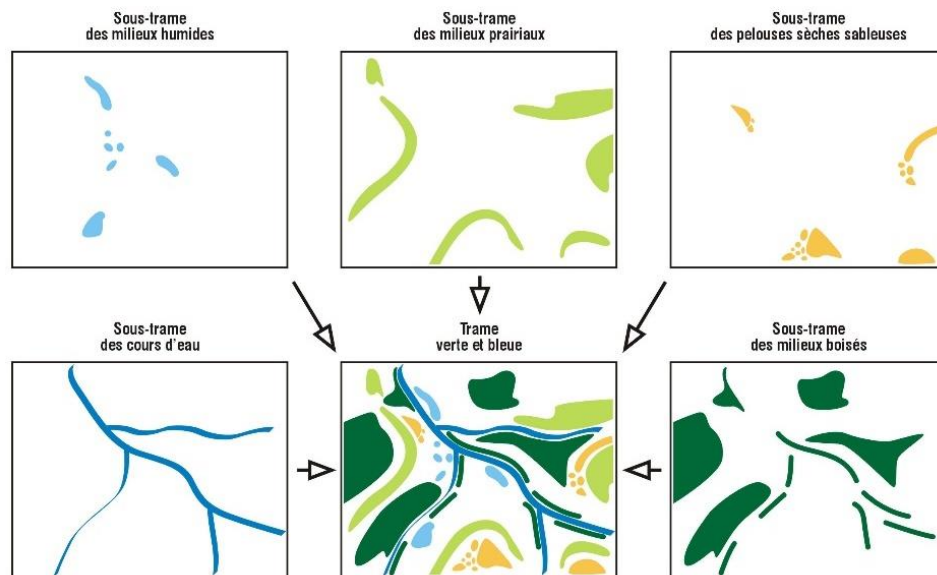 Sous-trame
des milieux humides
Sous-trame
des milieux prairiaux
Sous-trame
des pelouses sèches sableuses
Sous-trame
des cours d'eau
Trame
verte et bleue
Sous-trame
des milieux boisés